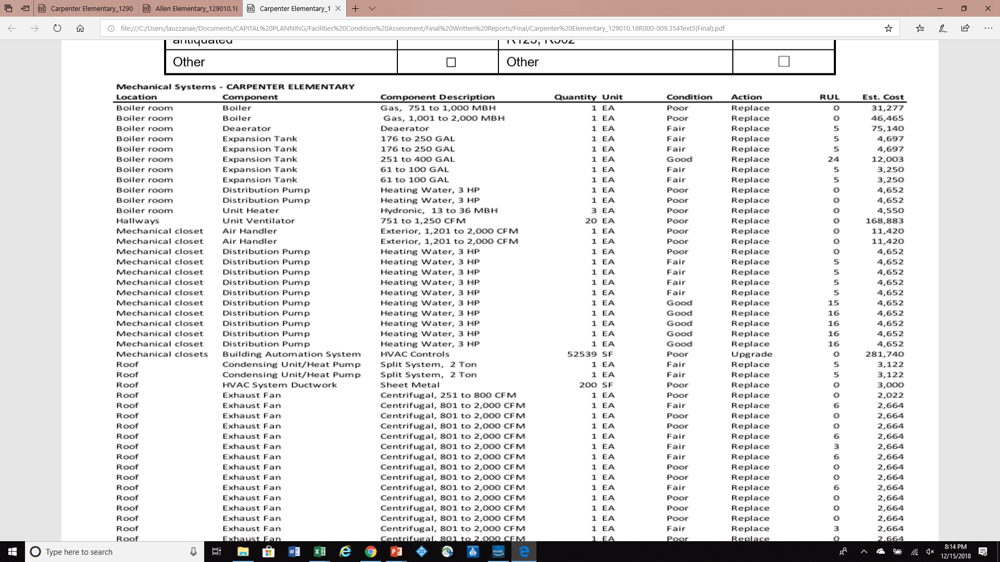 Carpenter Elementary_1290
Allen Elementary_129010.18
Carpenter Elementary_1
file:///C:/Users/lauzzanae/Documents/CAPITAL%20PLANNING/Facilities%20Condition%20Assessment/Final%20Written%20Reports/Final/Carpenter%20Elementary_129010.18R000-009.354Text3(Final).pdf
antiquated R123, R502
Other ☐ Other ☐
Mechanical Systems - CARPENTER ELEMENTARY
Location Component Component Description Quantity Unit Condition Action RUL Est. Cost
Boiler room Boiler Gas, 751 to 1,000 MBH 1 EA Poor Replace 0 31,277
Boiler room Boiler Gas, 1,001 to 2,000 MBH 1 EA Poor Replace 0 46,465
Boiler room Deaerator Deaerator 1 EA Fair Replace 5 75,140
Boiler room Expansion Tank 176 to 250 GAL 1 EA Fair Replace 5 4,697
Boiler room Expansion Tank 176 to 250 GAL 1 EA Fair Replace 5 4,697
Boiler room Expansion Tank 251 to 400 GAL 1 EA Good Replace 24 12,003
Boiler room Expansion Tank 61 to 100 GAL 1 EA Fair Replace 5 3,250
Boiler room Expansion Tank 61 to 100 GAL 1 EA Fair Replace 5 3,250
Boiler room Distribution Pump Heating Water, 3 HP 1 EA Poor Replace 0 4,652
Boiler room Distribution Pump Heating Water, 3 HP 1 EA Poor Replace 0 4,652
Boiler room Unit Heater Hydronic, 13 to 36 MBH 3 EA Poor Replace 0 4,550
Hallways Unit Ventilator 751 to 1,250 CFM 20 EA Poor Replace 0 168,883
Mechanical closet Air Handler Exterior, 1,201 to 2,000 CFM 1 EA Poor Replace 0 11,420
Mechanical closet Air Handler Exterior, 1,201 to 2,000 CFM 1 EA Poor Replace 0 11,420
Mechanical closet Distribution Pump Heating Water, 3 HP 1 EA Poor Replace 0 4,652
Mechanical closet Distribution Pump Heating Water, 3 HP 1 EA Fair Replace 5 4,652
Mechanical closet Distribution Pump Heating Water, 3 HP 1 EA Fair Replace 5 4,652
Mechanical closet Distribution Pump Heating Water, 3 HP 1 EA Fair Replace 5 4,652
Mechanical closet Distribution Pump Heating Water, 3 HP 1 EA Fair Replace 5 4,652
Mechanical closet Distribution Pump Heating Water, 3 HP 1 EA Good Replace 15 4,652
Mechanical closet Distribution Pump Heating Water, 3 HP 1 EA Good Replace 16 4,652
Mechanical closet Distribution Pump Heating Water, 3 HP 1 EA Good Replace 16 4,652
Mechanical closet Distribution Pump Heating Water, 3 HP 1 EA Good Replace 16 4,652
Mechanical closet Distribution Pump Heating Water, 3 HP 1 EA Good Replace 16 4,652
Mechanical closets Building Automation System HVAC Controls 52539 SF Poor Upgrade 0 281,740
Roof Condensing Unit/Heat Pump Split System, 2 Ton 1 EA Fair Replace 5 3,122
Roof Condensing Unit/Heat Pump Split System, 2 Ton 1 EA Fair Replace 5 3,122
Roof HVAC System Ductwork Sheet Metal 200 SF Poor Replace 0 3,000
Roof Exhaust Fan Centrifugal, 251 to 800 CFM 1 EA Poor Replace 0 2,022
Roof Exhaust Fan Centrifugal, 801 to 2,000 CFM 1 EA Fair Replace 6 2,664
Roof Exhaust Fan Centrifugal, 801 to 2,000 CFM 1 EA Poor Replace 0 2,664
Roof Exhaust Fan Centrifugal, 801 to 2,000 CFM 1 EA Poor Replace 0 2,664
Roof Exhaust Fan Centrifugal, 801 to 2,000 CFM 1 EA Fair Replace 6 2,664
Roof Exhaust Fan Centrifugal, 801 to 2,000 CFM 1 EA Fair Replace 3 2,664
Roof Exhaust Fan Centrifugal, 801 to 2,000 CFM 1 EA Fair Replace 6 2,664
Roof Exhaust Fan Centrifugal, 801 to 2,000 CFM 1 EA Poor Replace 0 2,664
Roof Exhaust Fan Centrifugal, 801 to 2,000 CFM 1 EA Poor Replace 0 2,664
Roof Exhaust Fan Centrifugal, 801 to 2,000 CFM 1 EA Fair Replace 6 2,664
Roof Exhaust Fan Centrifugal, 801 to 2,000 CFM 1 EA Poor Replace 0 2,664
Roof Exhaust Fan Centrifugal, 801 to 2,000 CFM 1 EA Poor Replace 0 2,664
Roof Exhaust Fan Centrifugal, 801 to 2,000 CFM 1 EA Poor Replace 0 2,664
Roof Exhaust Fan Centrifugal, 801 to 2,000 CFM 1 EA Fair Replace 3 2,664
Roof Exhaust Fan Centrifugal, 801 to 2,000 CFM 1 EA Poor Replace 0 2,664
Type here to search
music
8:14 PM
12/15/2018